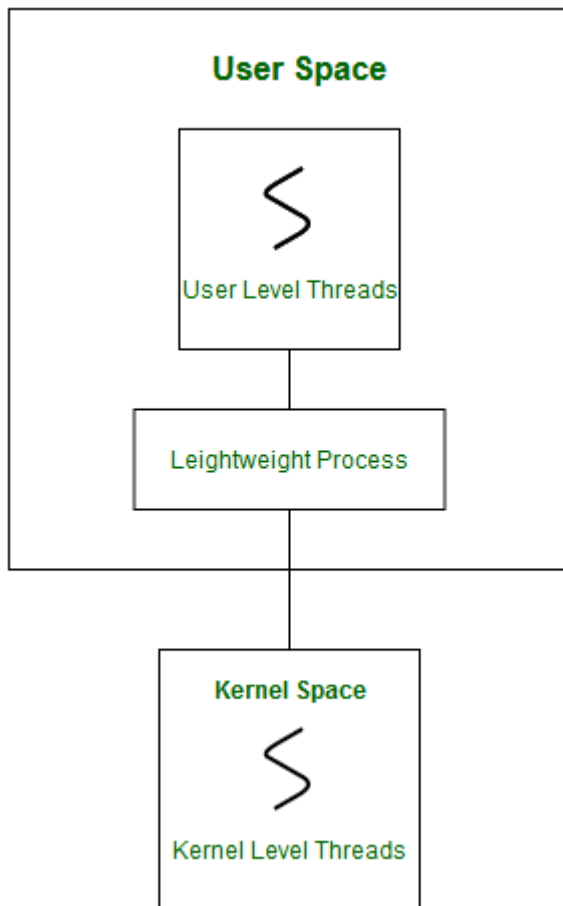 User Space
User Level Threads
Leightweight Process
Kernel Space
Kernel Level Threads